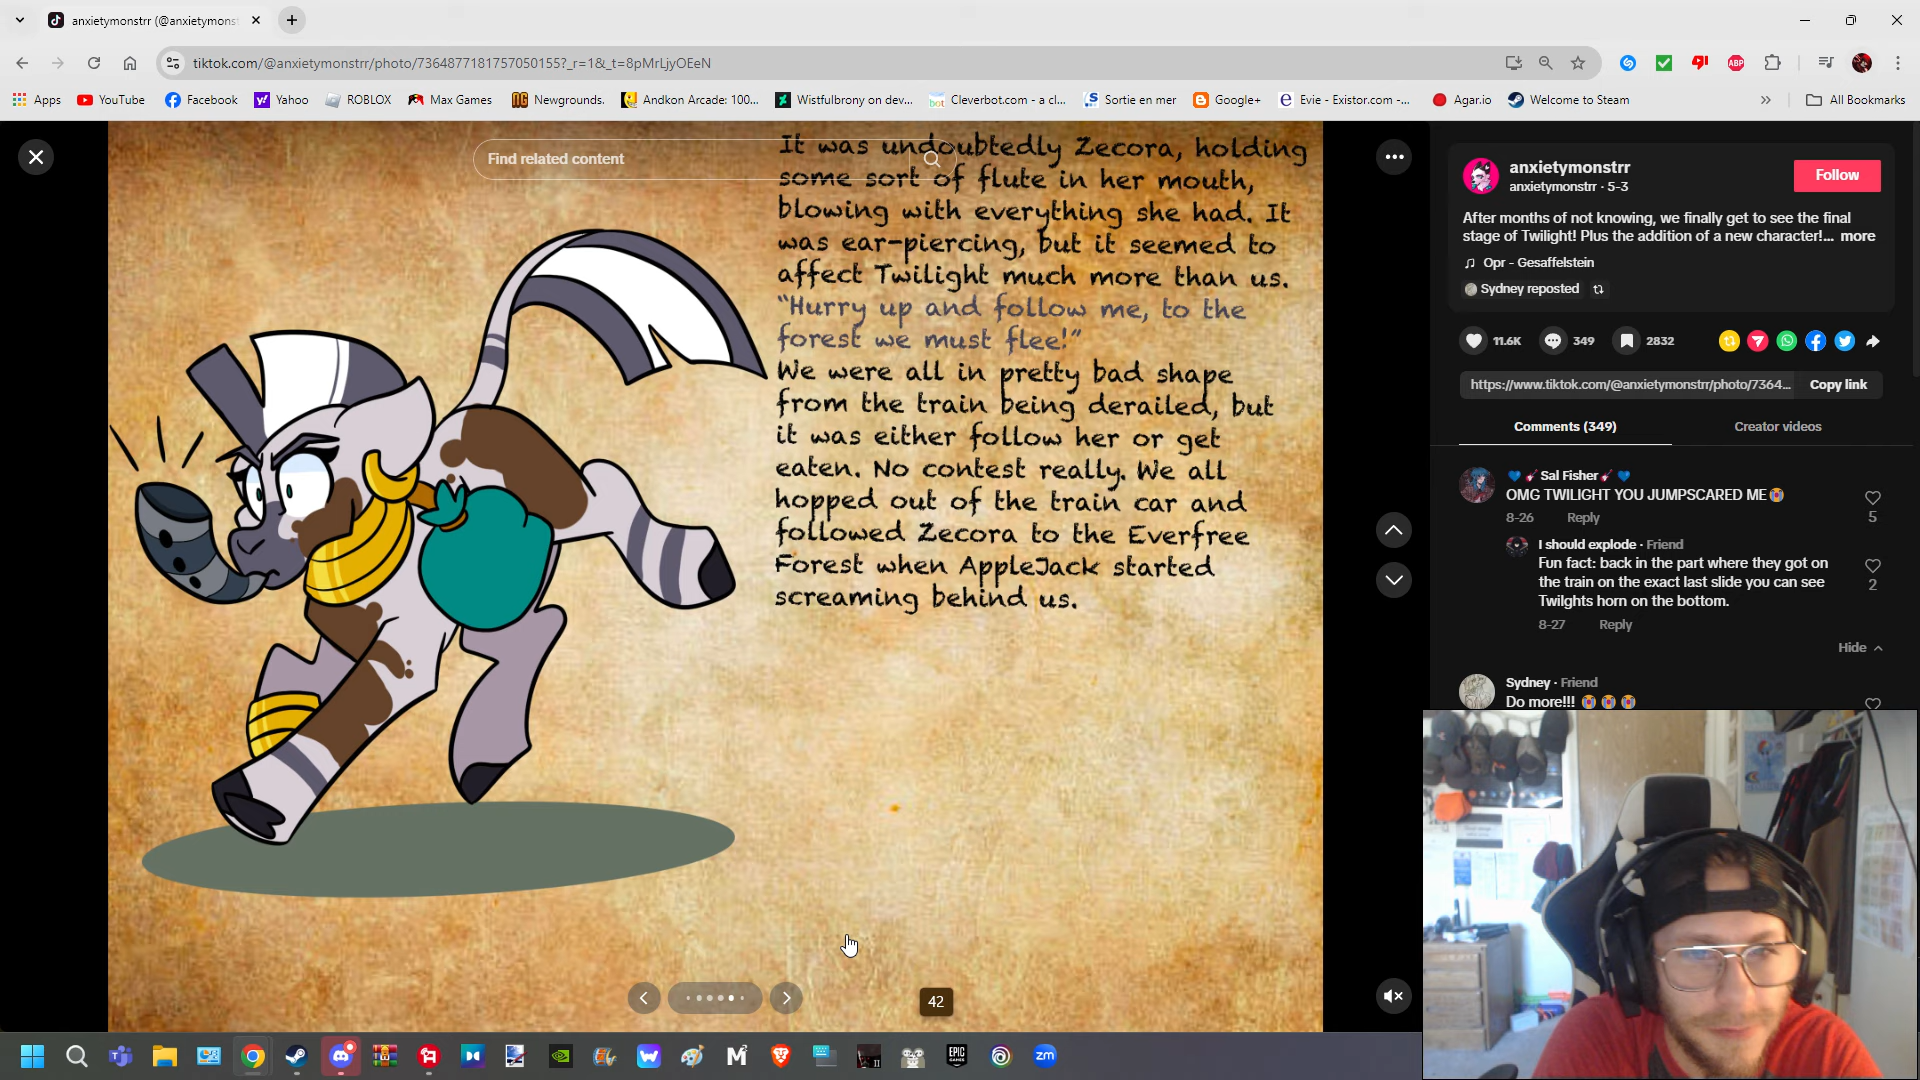 anxietymonstrr (@anxietymonst
tiktok.com/@anxietymonstrr/photo/7364877181757050155?_r=1&_t=8pMrLjyOEeN
Apps
YouTube
Facebook
Yahoo
ROBLOX
Max Games
Newgrounds.
Andkon Arcade: 100...
Wistfulbrony on dev...
Cleverbot.com - a cl...
Sortie en mer
Google+
Evie - Existor.com -...
Agar.io
Welcome to Steam
All Bookmarks
Find related content
It was undoubtedly Zecora, holding
some sort of flute in her mouth,
blowing with everything she had. It
was ear-piercing, but it seemed to
affect Twilight much more than us.
"Hurry up and follow me, to the
forest we must flee!"
We were all in pretty bad shape
from the train being derailed, but
it was either follow her or get
eaten. No contest really. We all
hopped out of the train car and
followed Zecora to the Everfree
Forest when AppleJack started
screaming behind us.
42
anxietymonstrr
anxietymonstrr · 5-3
Follow
After months of not knowing, we finally get to see the final
stage of Twilight! Plus the addition of a new character!... more
Opr - Gesaffelstein
Sydney reposted
11.6K
349
2832
https://www.tiktok.com/@anxietymonstrr/photo/7364...
Copy link
Comments (349)
Creator videos
Sal Fisher
OMG TWILIGHT YOU JUMPSCARED ME
8-26 Reply
5
I should explode · Friend
Fun fact: back in the part where they got on
the train on the exact last slide you can see
Twilghts horn on the bottom.
2
8-27 Reply
Hide
Sydney · Friend
Do more!!!
ABP
bot
EPIC
GAMES
zm